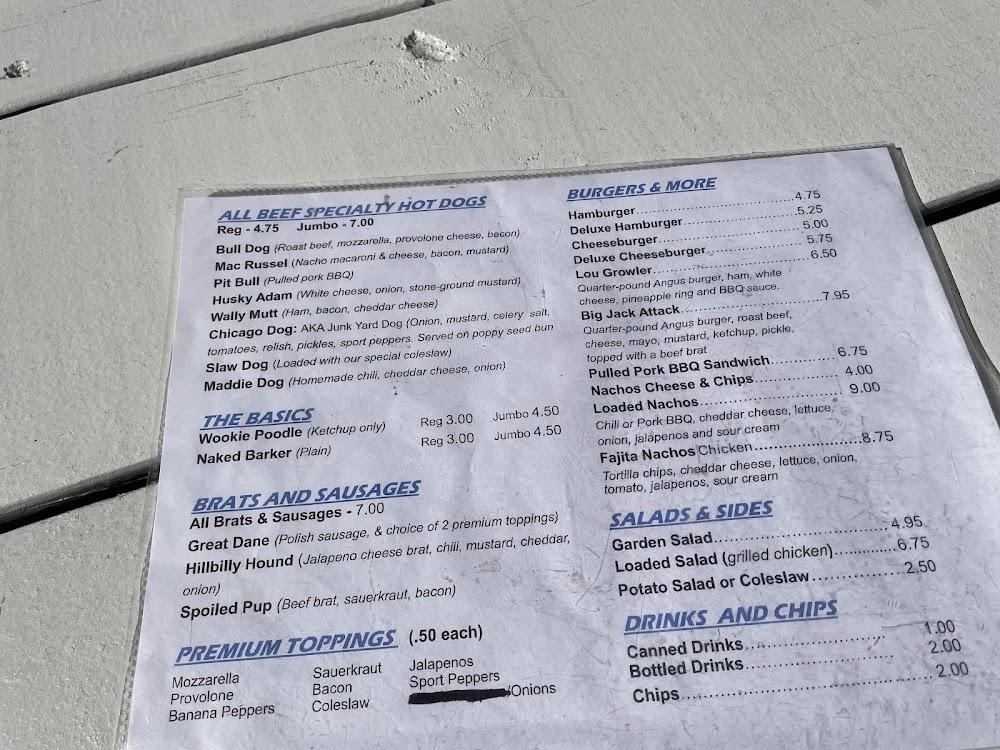 ALL BEEF SPECIALTY HOT DOGS
Reg - 4.75 Jumbo - 7.00
Bull Dog (Roast beef, mozzarella, provolone cheese, bacon)
Mac Russel (Nacho macaroni & cheese, bacon, mustard)
Pit Bull (Pulled pork BBQ)
Husky Adam (White cheese, onion, stone-ground mustard)
Wally Mutt (Ham, bacon, cheddar cheese)
Chicago Dog: AKA Junk Yard Dog (Onion, mustard, celery salt,
tomatoes, relish, pickles, sport peppers. Served on poppy seed bun
Slaw Dog (Loaded with our special coleslaw)
Maddie Dog (Homemade chili, cheddar cheese, onion)
THE BASICS
Wookie Poodle (Ketchup only) Reg 3.00 Jumbo 4.50
Naked Barker (Plain) Reg 3.00 Jumbo 4.50
BRATS AND SAUSAGES
All Brats & Sausages - 7.00
Great Dane (Polish sausage, & choice of 2 premium toppings)
Hillbilly Hound (Jalapeno cheese brat, chili, mustard, cheddar,
onion)
Spoiled Pup (Beef brat, sauerkraut, bacon)
PREMIUM TOPPINGS (.50 each)
Mozzarella Sauerkraut Jalapenos
Provolone Bacon Sport Peppers
Banana Peppers Coleslaw /Onions
BURGERS & MORE
Hamburger 4.75
Deluxe Hamburger 5.25
Cheeseburger 5.00
Deluxe Cheeseburger 5.75
Lou Growler 6.50
Quarter-pound Angus burger, ham, white
cheese, pineapple ring and BBQ sauce.
Big Jack Attack 7.95
Quarter-pound Angus burger, roast beef,
cheese, mayo, mustard, ketchup, pickle,
topped with a beef brat
Pulled Pork BBQ Sandwich 6.75
Nachos Cheese & Chips 4.00
Loaded Nachos 9.00
Chili or Pork BBQ, cheddar cheese, lettuce,
onion, jalapenos and sour cream
Fajita Nachos Chicken 8.75
Tortilla chips, cheddar cheese, lettuce, onion,
tomato, jalapenos, sour cream
SALADS & SIDES
Garden Salad 4.95
Loaded Salad (grilled chicken) 6.75
Potato Salad or Coleslaw 2.50
DRINKS AND CHIPS
Canned Drinks 1.00
Bottled Drinks 2.00
Chips 2.00